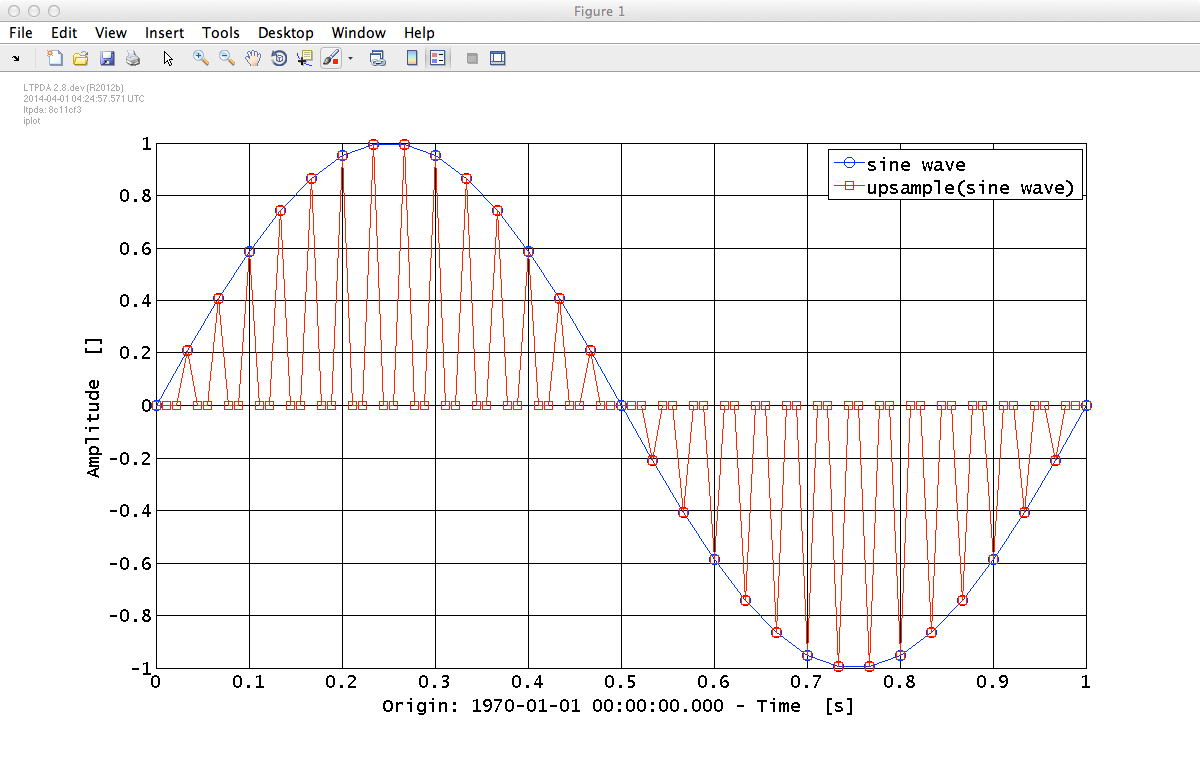 Figure 1
File Edit View Insert Tools Desktop Window Help
LTPDA 2.8.dev (R2012b)
2014-04-01 04:24:57.571 UTC
ltpda: 8c11cf3
iplot
sine wave
upsample(sine wave)
1
0.8
0.6
0.4
0.2
0
-0.2
-0.4
-0.6
-0.8
-1
Amplitude []
0 0.1 0.2 0.3 0.4 0.5 0.6 0.7 0.8 0.9 1
Origin: 1970-01-01 00:00:00.000 - Time [s]